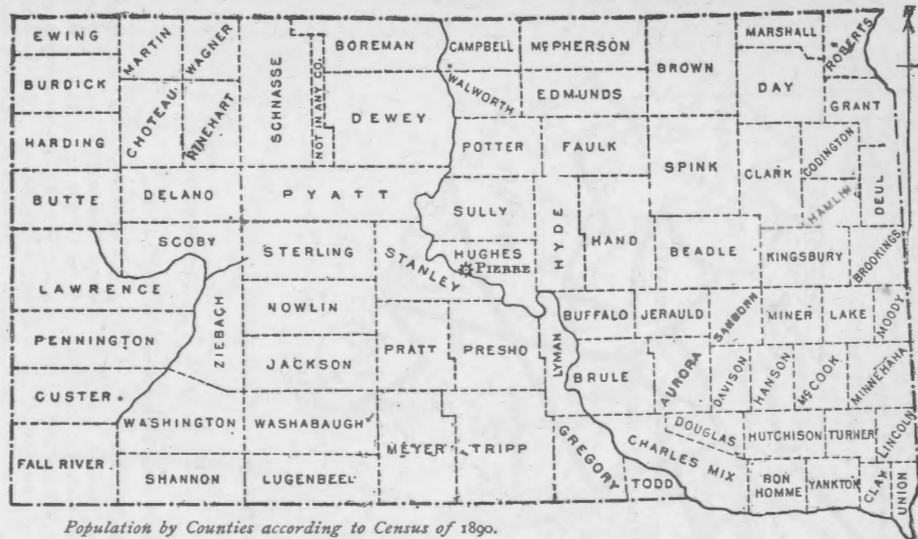 EWING
MARTIN
WAGNER
SCHNASSE
NOT IN ANY CO.
BOREMAN
CAMPBELL
McPHERSON
BROWN
MARSHALL
ROBERTS
BURDICK
CHOTEAU
RINEHART
DEWEY
WALWORTH
EDMUNDS
DAY
GRANT
HARDING
POTTER
FAULK
SPINK
CLARK
CODINGTON
HAMLIN
DEUL
BUTTE
DELANO
PYATT
SULLY
HYDE
HAND
BEADLE
KINGSBURY
BROOKINGS
SCOBY
STERLING
STANLEY
HUGHES
PIERRE
LAWRENCE
ZIEBACH
NOWLIN
LYMAN
BUFFALO
JERAULD
SANBORN
MINER
LAKE
MOODY
PENNINGTON
JACKSON
PRATT
PRESHO
BRULE
AURORA
DAVISON
HANSON
McCOOK
MINNEHAHA
CUSTER
WASHINGTON
WASHABAUGH
MEYER
TRIPP
GREGORY
CHARLES MIX
DOUGLAS
HUTCHISON
TURNER
LINCOLN
FALL RIVER
SHANNON
LUGENBEEL
TODD
BON HOMME
YANKTON
CLAY
UNION
Population by Counties according to Census of 1890.